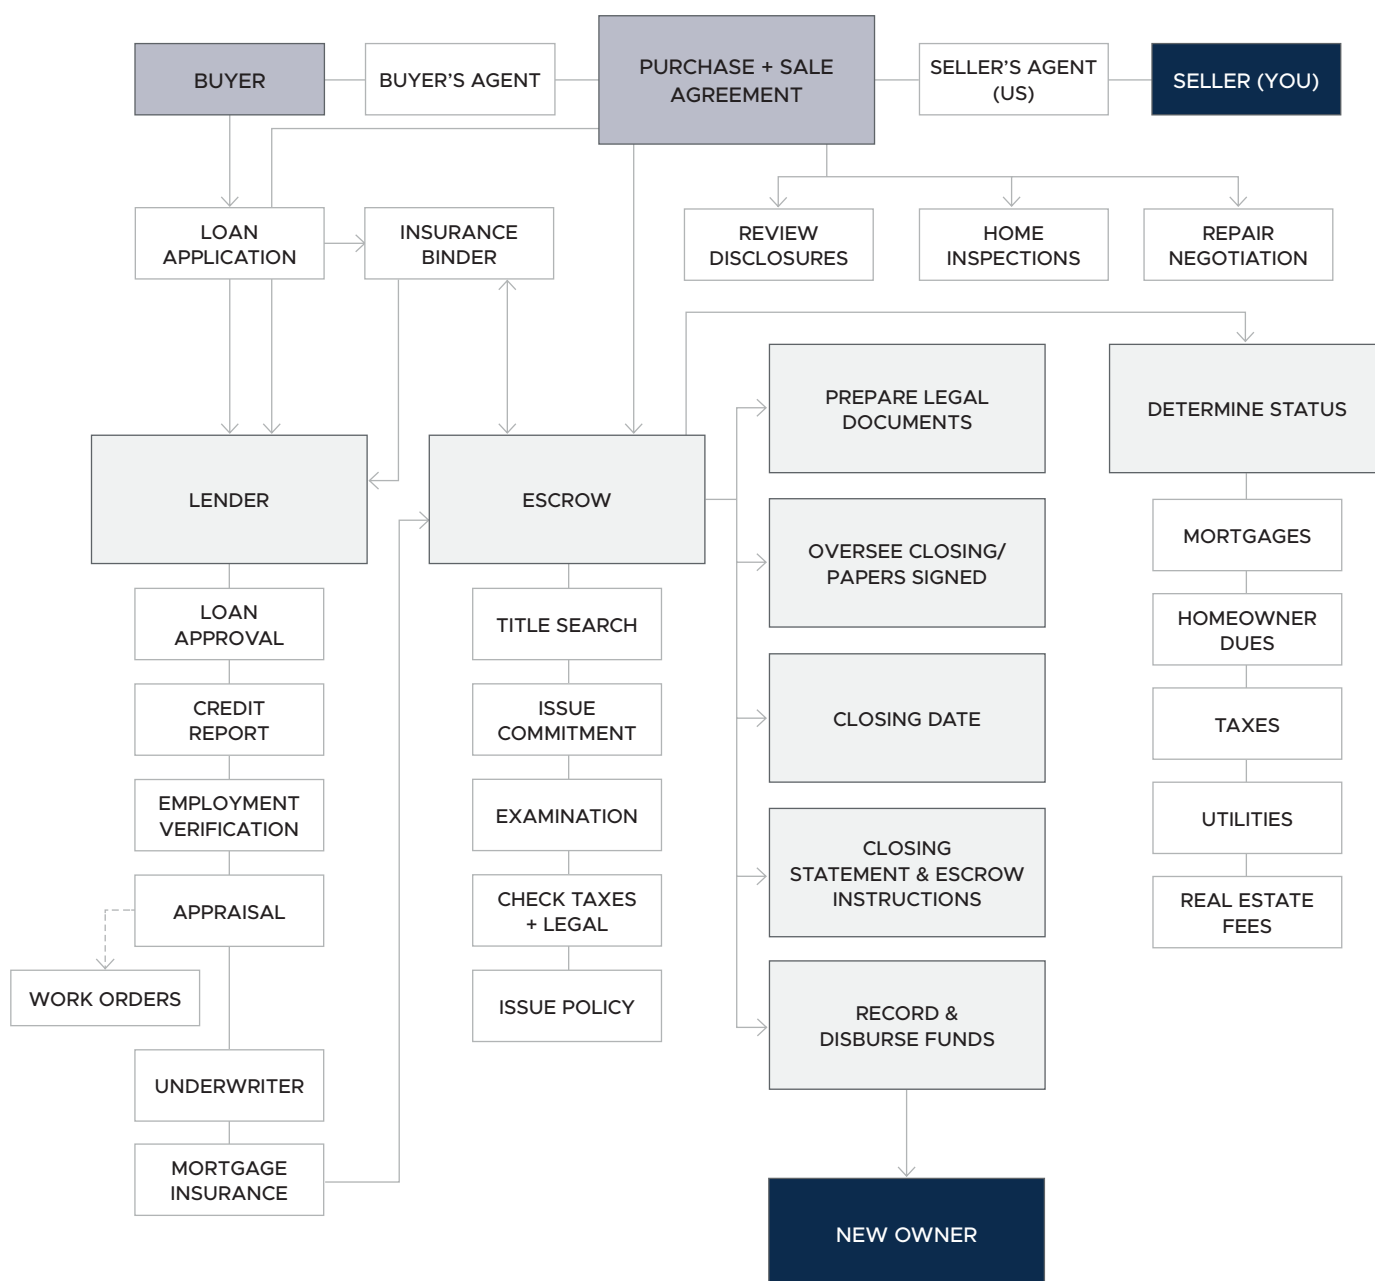 BUYER
BUYER’S AGENT
PURCHASE + SALE
AGREEMENT
SELLER’S AGENT
(US)
SELLER (YOU)
LOAN
APPLICATION
INSURANCE
BINDER
REVIEW
DISCLOSURES
HOME
INSPECTIONS
REPAIR
NEGOTIATION
LENDER
ESCROW
PREPARE LEGAL
DOCUMENTS
DETERMINE STATUS
OVERSEE CLOSING/
PAPERS SIGNED
CLOSING DATE
CLOSING
STATEMENT & ESCROW
INSTRUCTIONS
RECORD &
DISBURSE FUNDS
NEW OWNER
LOAN
APPROVAL
CREDIT
REPORT
EMPLOYMENT
VERIFICATION
APPRAISAL
WORK ORDERS
UNDERWRITER
MORTGAGE
INSURANCE
TITLE SEARCH
ISSUE
COMMITMENT
EXAMINATION
CHECK TAXES
+ LEGAL
ISSUE POLICY
MORTGAGES
HOMEOWNER
DUES
TAXES
UTILITIES
REAL ESTATE
FEES